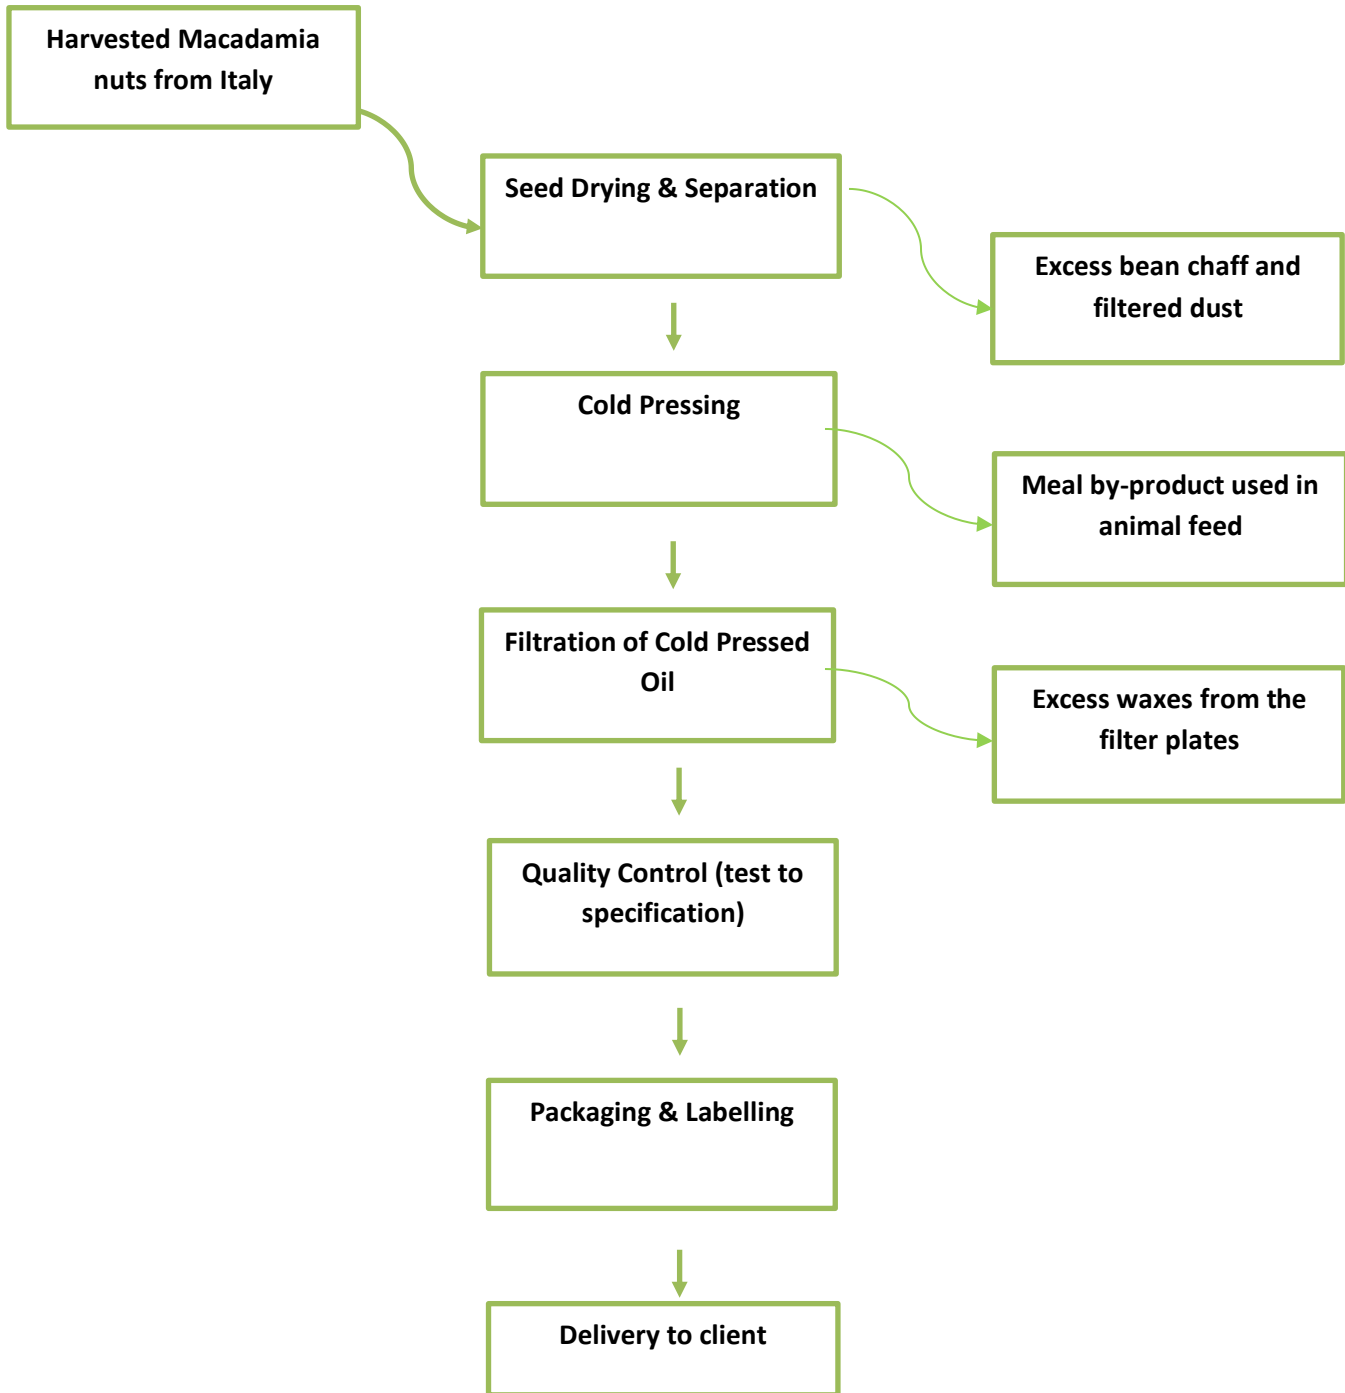 Harvested Macadamia
nuts from Italy
Seed Drying & Separation
Excess bean chaff and
filtered dust
Cold Pressing
Meal by-product used in
animal feed
Filtration of Cold Pressed
Oil
Excess waxes from the
filter plates
Quality Control (test to
specification)
Packaging & Labelling
Delivery to client